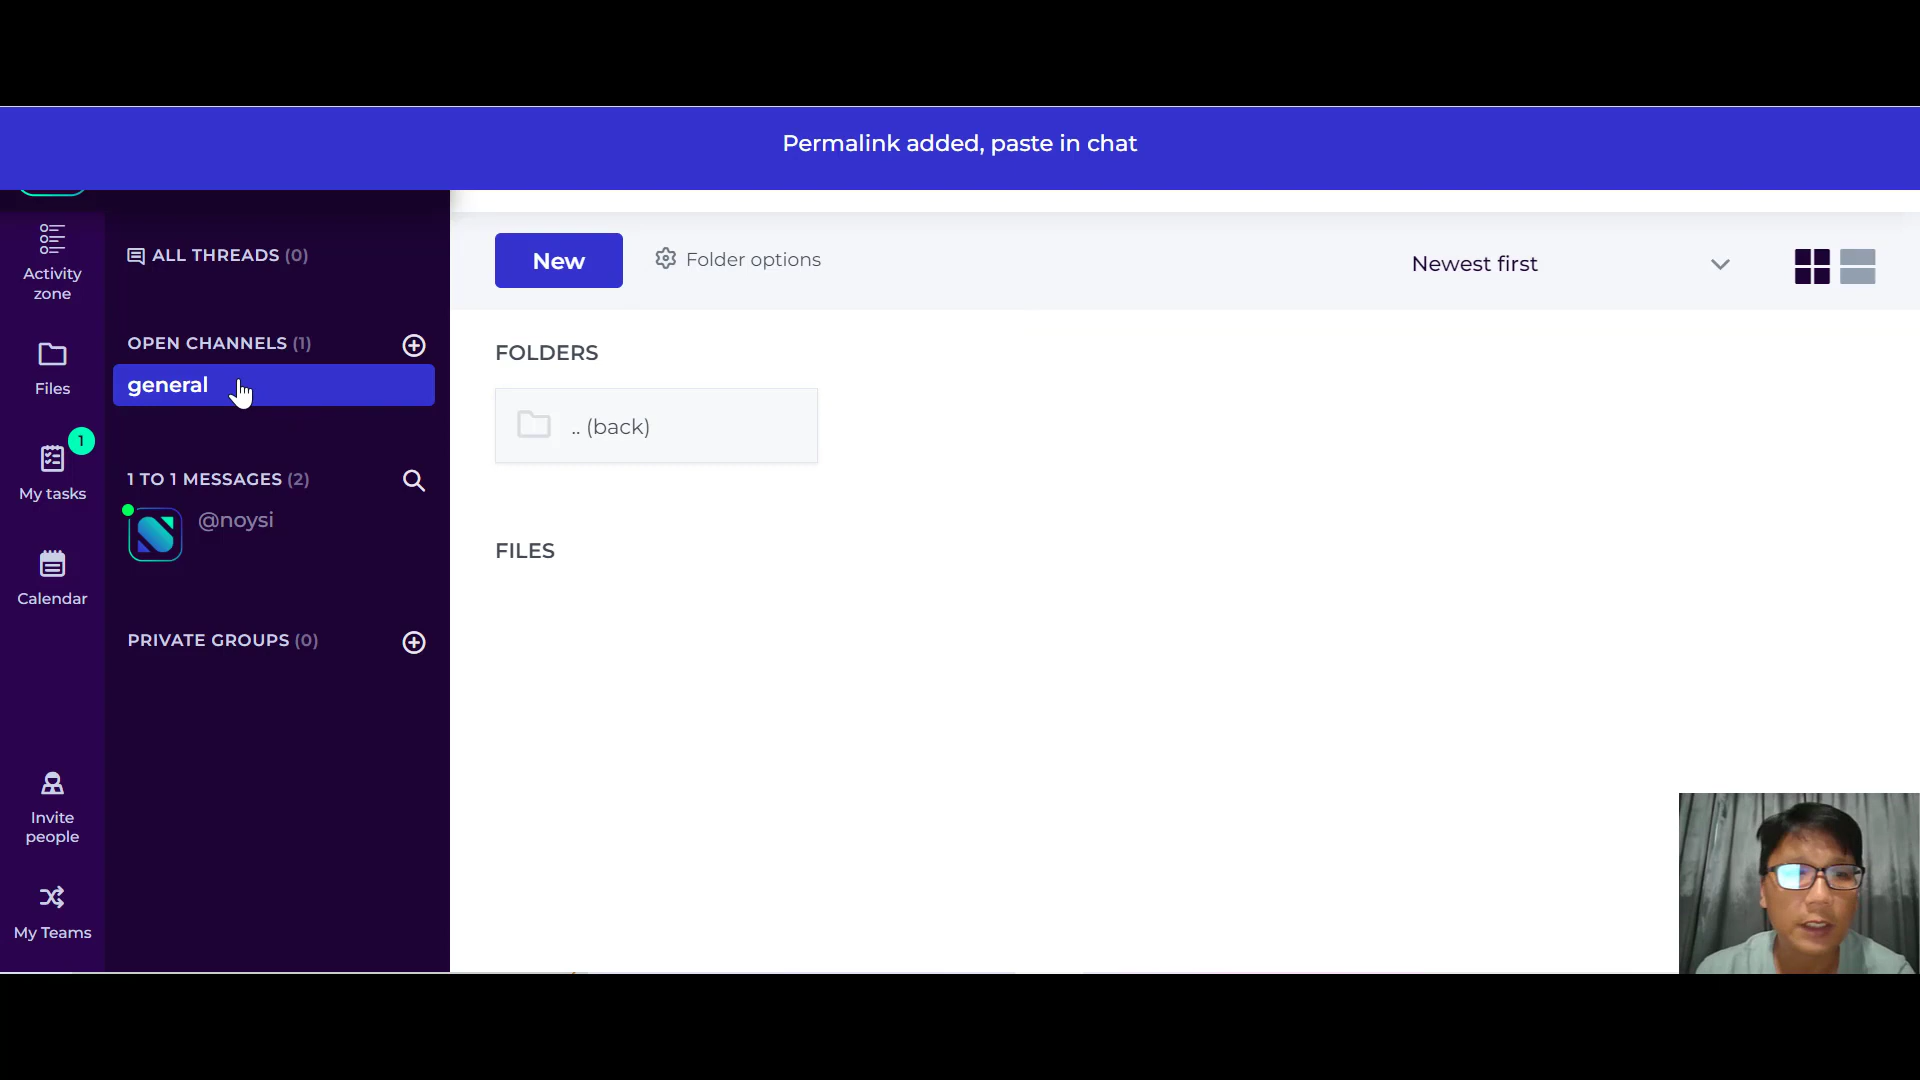 Permalink added, paste in chat
Activity
zone
Files
1
My tasks
Calendar
Invite
people
My Teams
ALL THREADS (0)
OPEN CHANNELS (1)
general
1 TO 1 MESSAGES (2)
@noysi
PRIVATE GROUPS (0)
New
Folder options
Newest first
FOLDERS
.. (back)
FILES